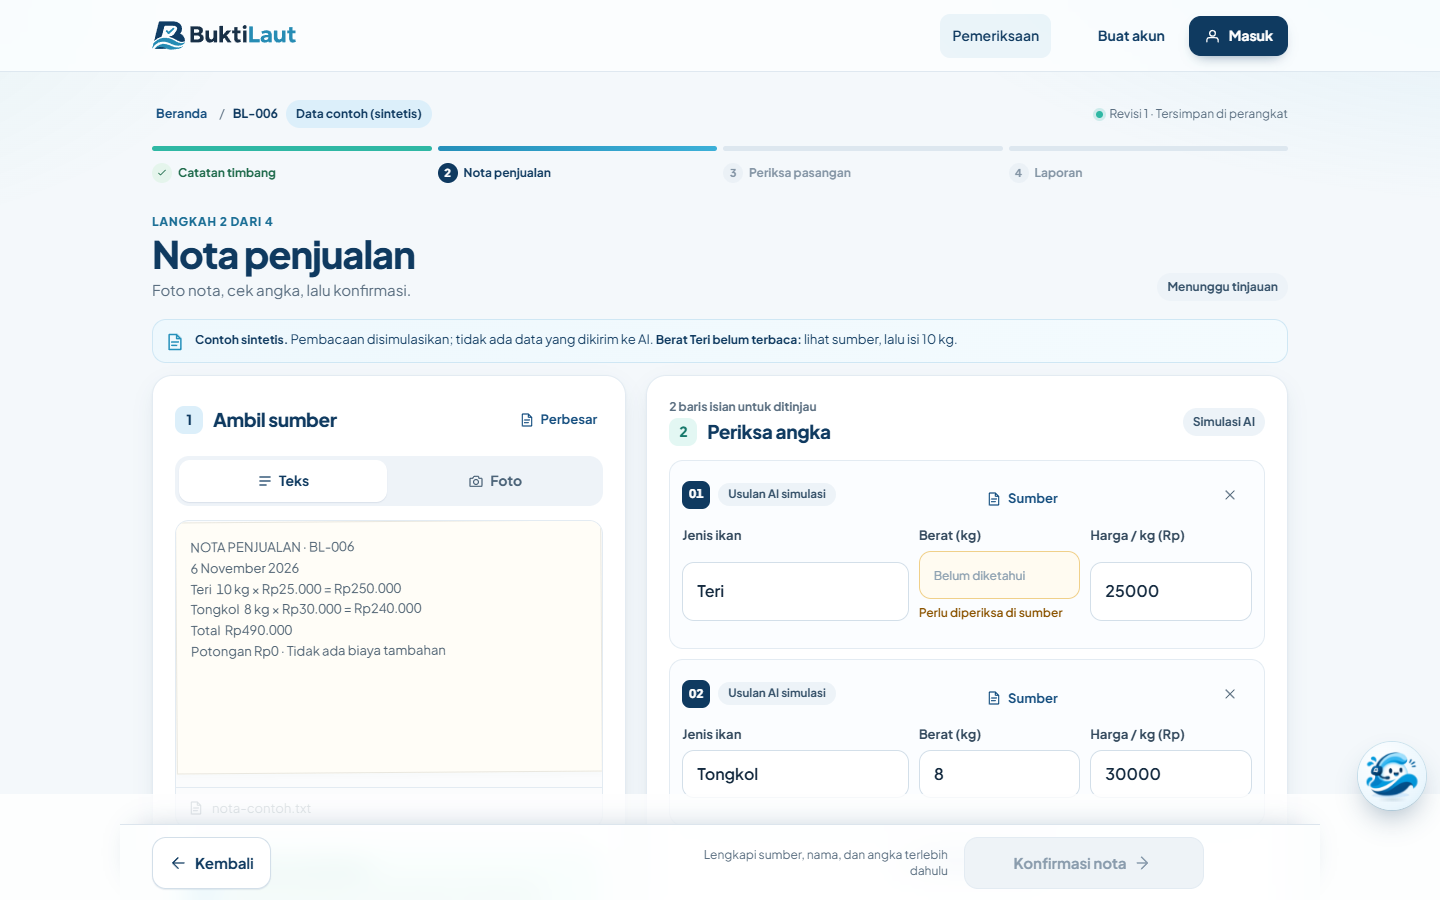 BuktiLaut
Pemeriksaan
Buat akun
Masuk
Beranda / BL-006 Data contoh (sintetis)
Revisi 1 · Tersimpan di perangkat
Catatan timbang
2 Nota penjualan
3 Periksa pasangan
4 Laporan
LANGKAH 2 DARI 4
Nota penjualan
Foto nota, cek angka, lalu konfirmasi.
Menunggu tinjauan
Contoh sintetis. Pembacaan disimulasikan; tidak ada data yang dikirim ke AI. Berat Teri belum terbaca: lihat sumber, lalu isi 10 kg.
1 Ambil sumber
Perbesar
Teks
Foto
NOTA PENJUALAN · BL-006
6 November 2026
Teri 10 kg × Rp25.000 = Rp250.000
Tongkol 8 kg × Rp30.000 = Rp240.000
Total Rp490.000
Potongan Rp0 · Tidak ada biaya tambahan
nota-contoh.txt
2 baris isian untuk ditinjau
2 Periksa angka
Simulasi AI
01 Usulan AI simulasi
Sumber
Jenis ikan
Berat (kg)
Harga / kg (Rp)
Teri
Belum diketahui
25000
Perlu diperiksa di sumber
02 Usulan AI simulasi
Sumber
Jenis ikan
Berat (kg)
Harga / kg (Rp)
Tongkol
8
30000
Kembali
Lengkapi sumber, nama, dan angka terlebih
dahulu
Konfirmasi nota